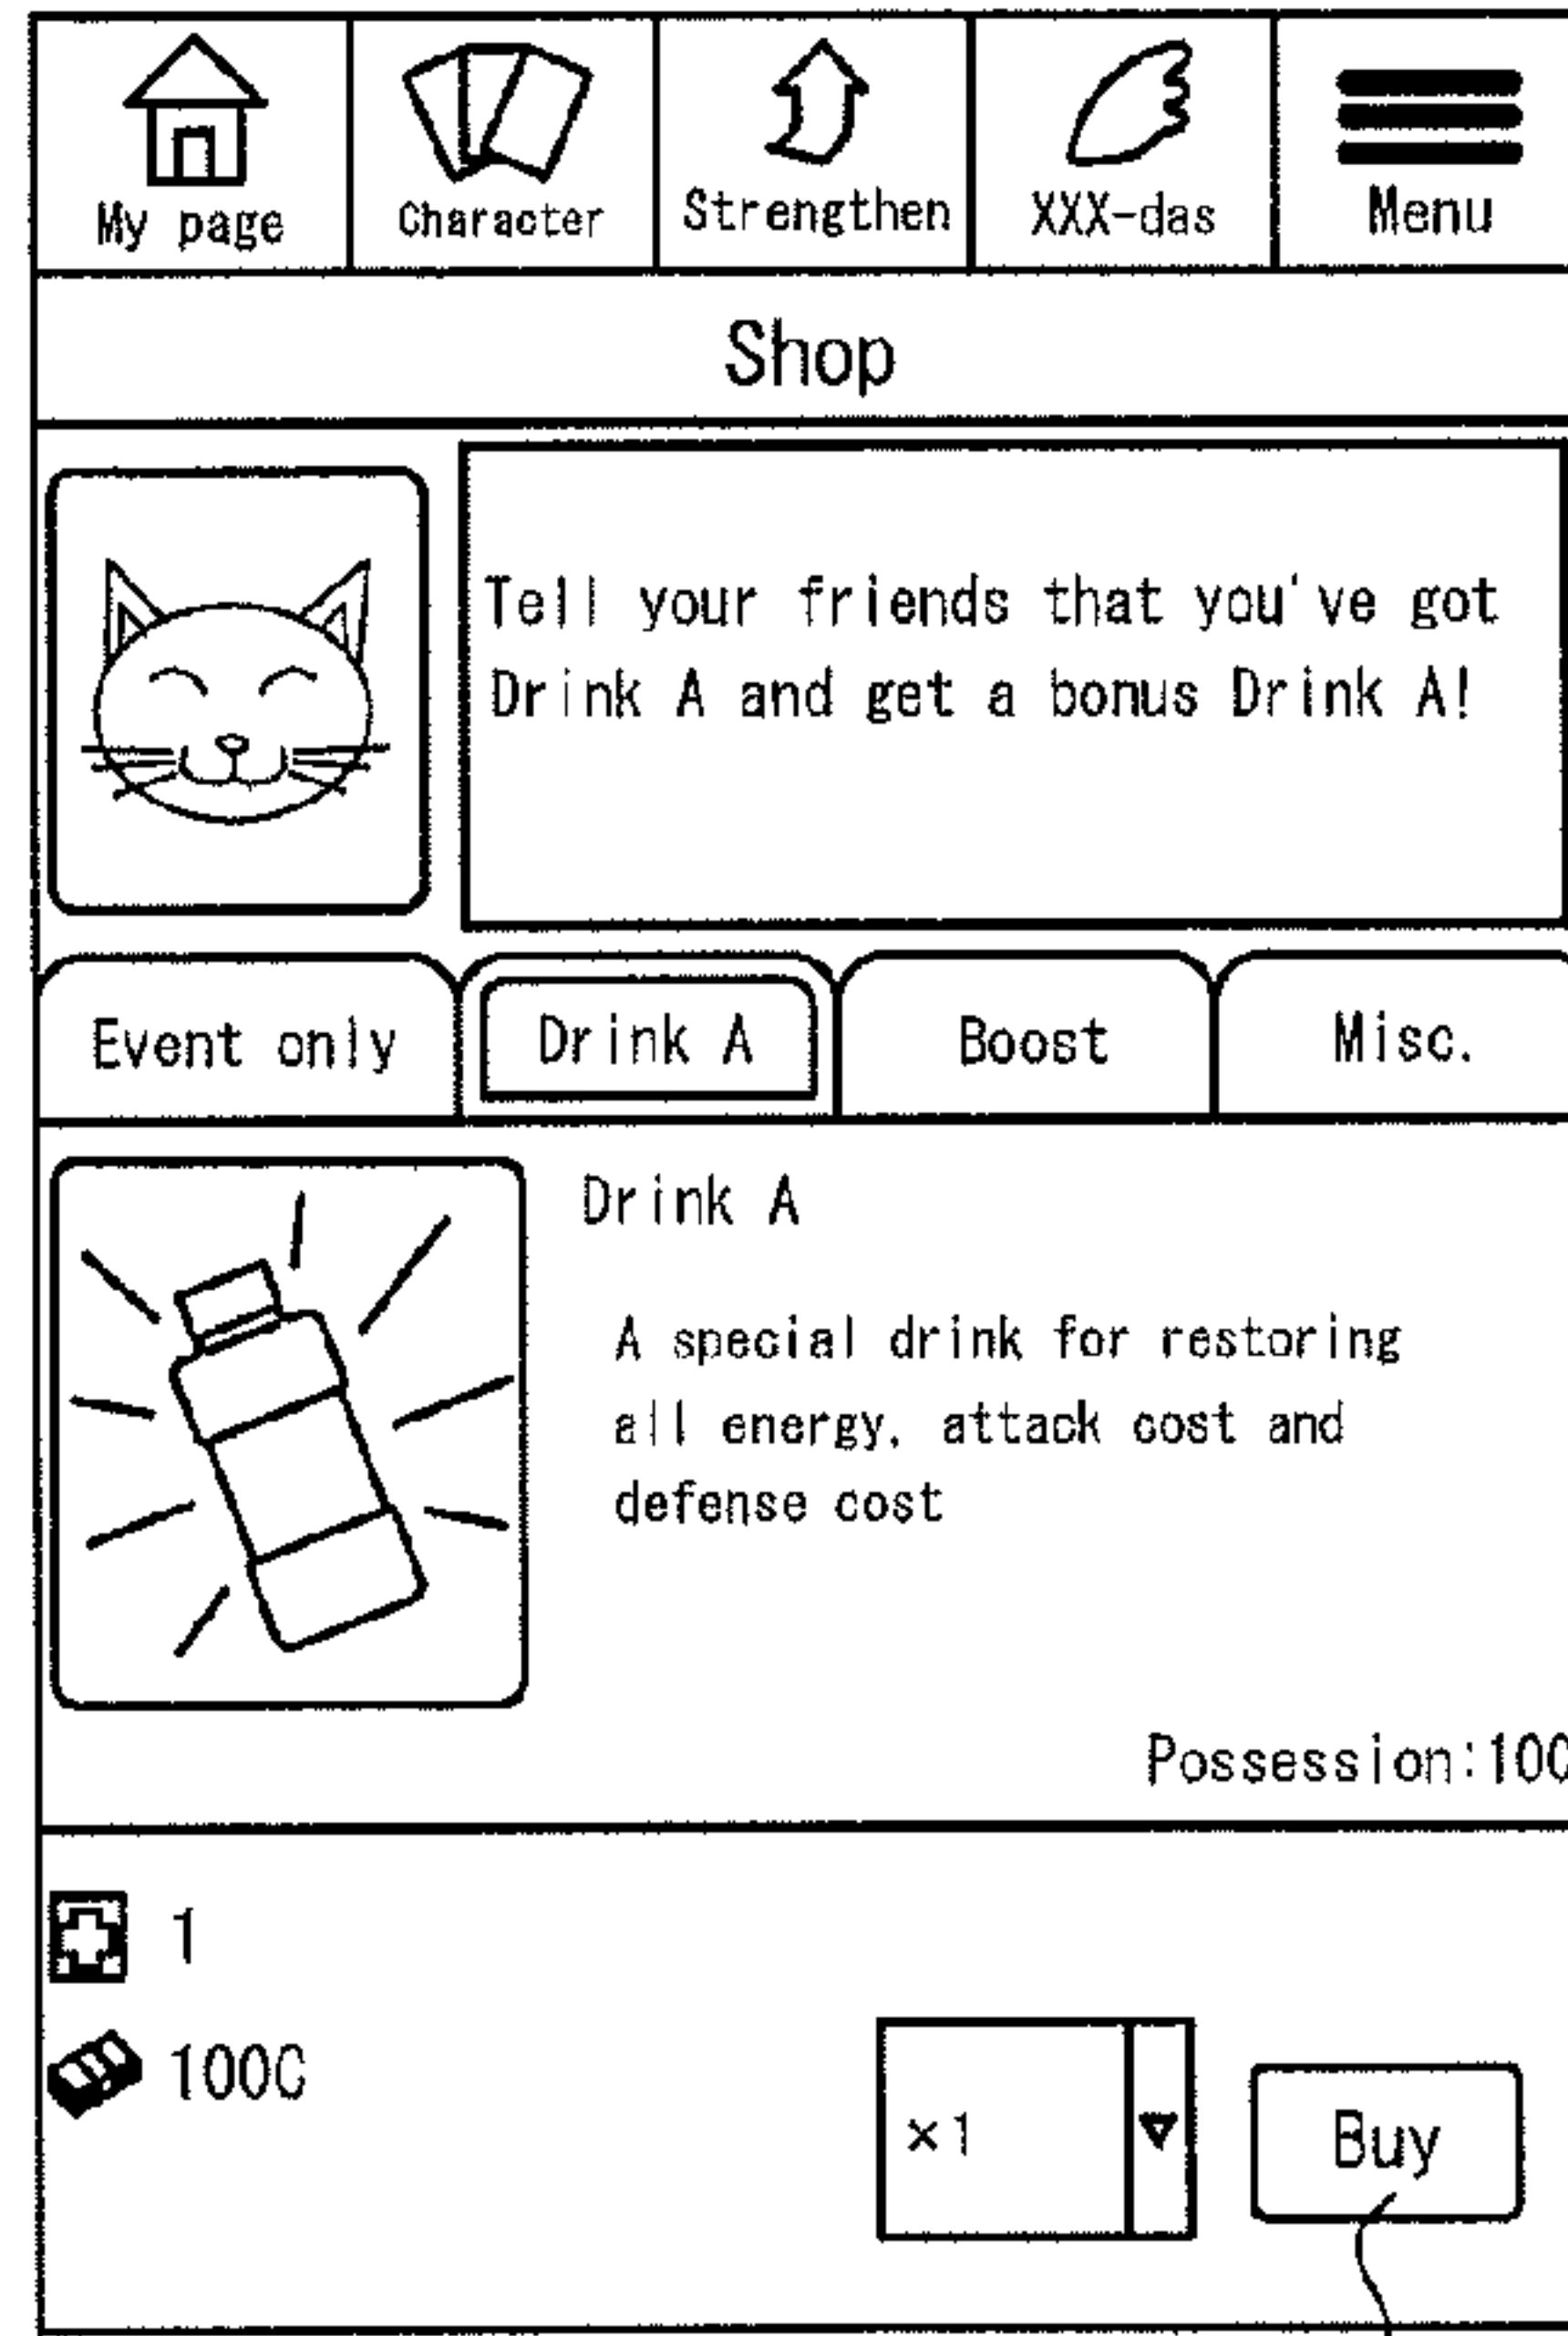 My page
Character
Strengthen
XXX-das
Menu
Shop
Tell your friends that you've got
Drink A and get a bonus Drink A!
Event only
Drink A
Boost
Misc.
Drink A
A special drink for restoring
all energy, attack cost and
defense cost
Possession:100
1
100C
×1
Buy